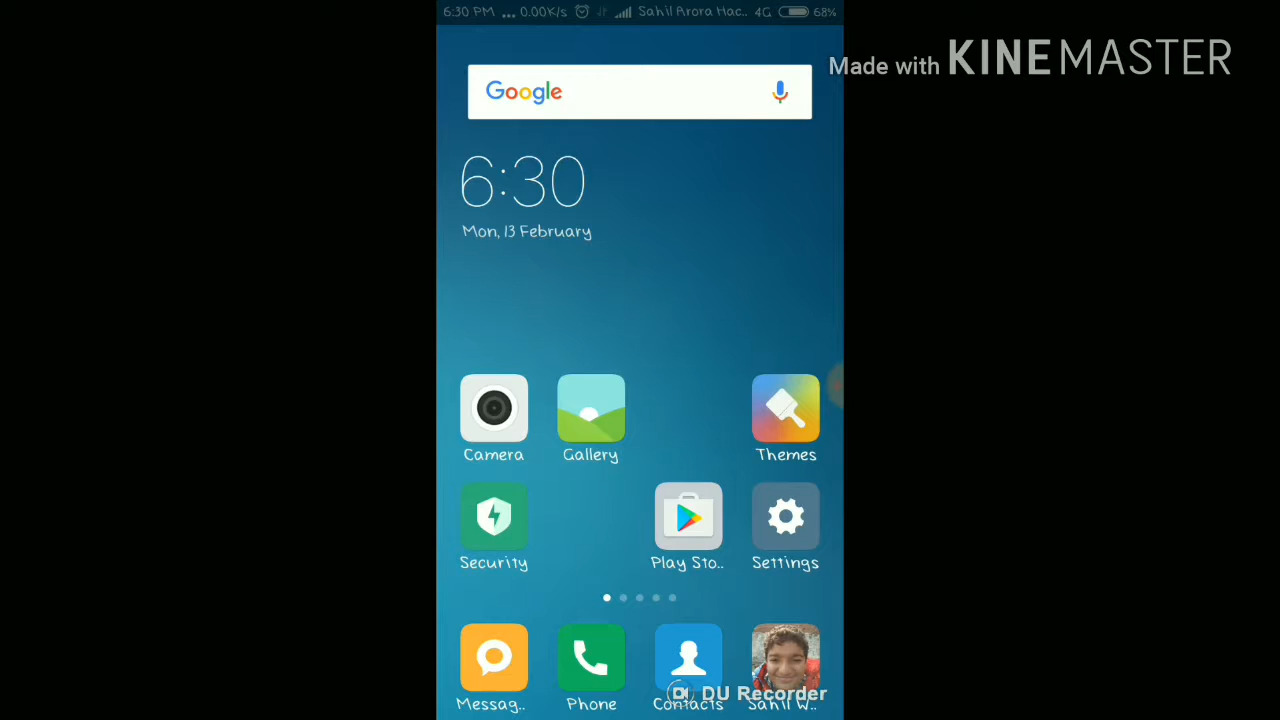 6:30 PM ... 0.00K/s Sahil Arora Hac.. 4G 68%
Made with KINEMASTER
Google
6:30
Mon, 13 February
Camera Gallery Themes
Security Play Sto.. Settings
DU Recorder
Messag.. Phone Contacts Sahil W..